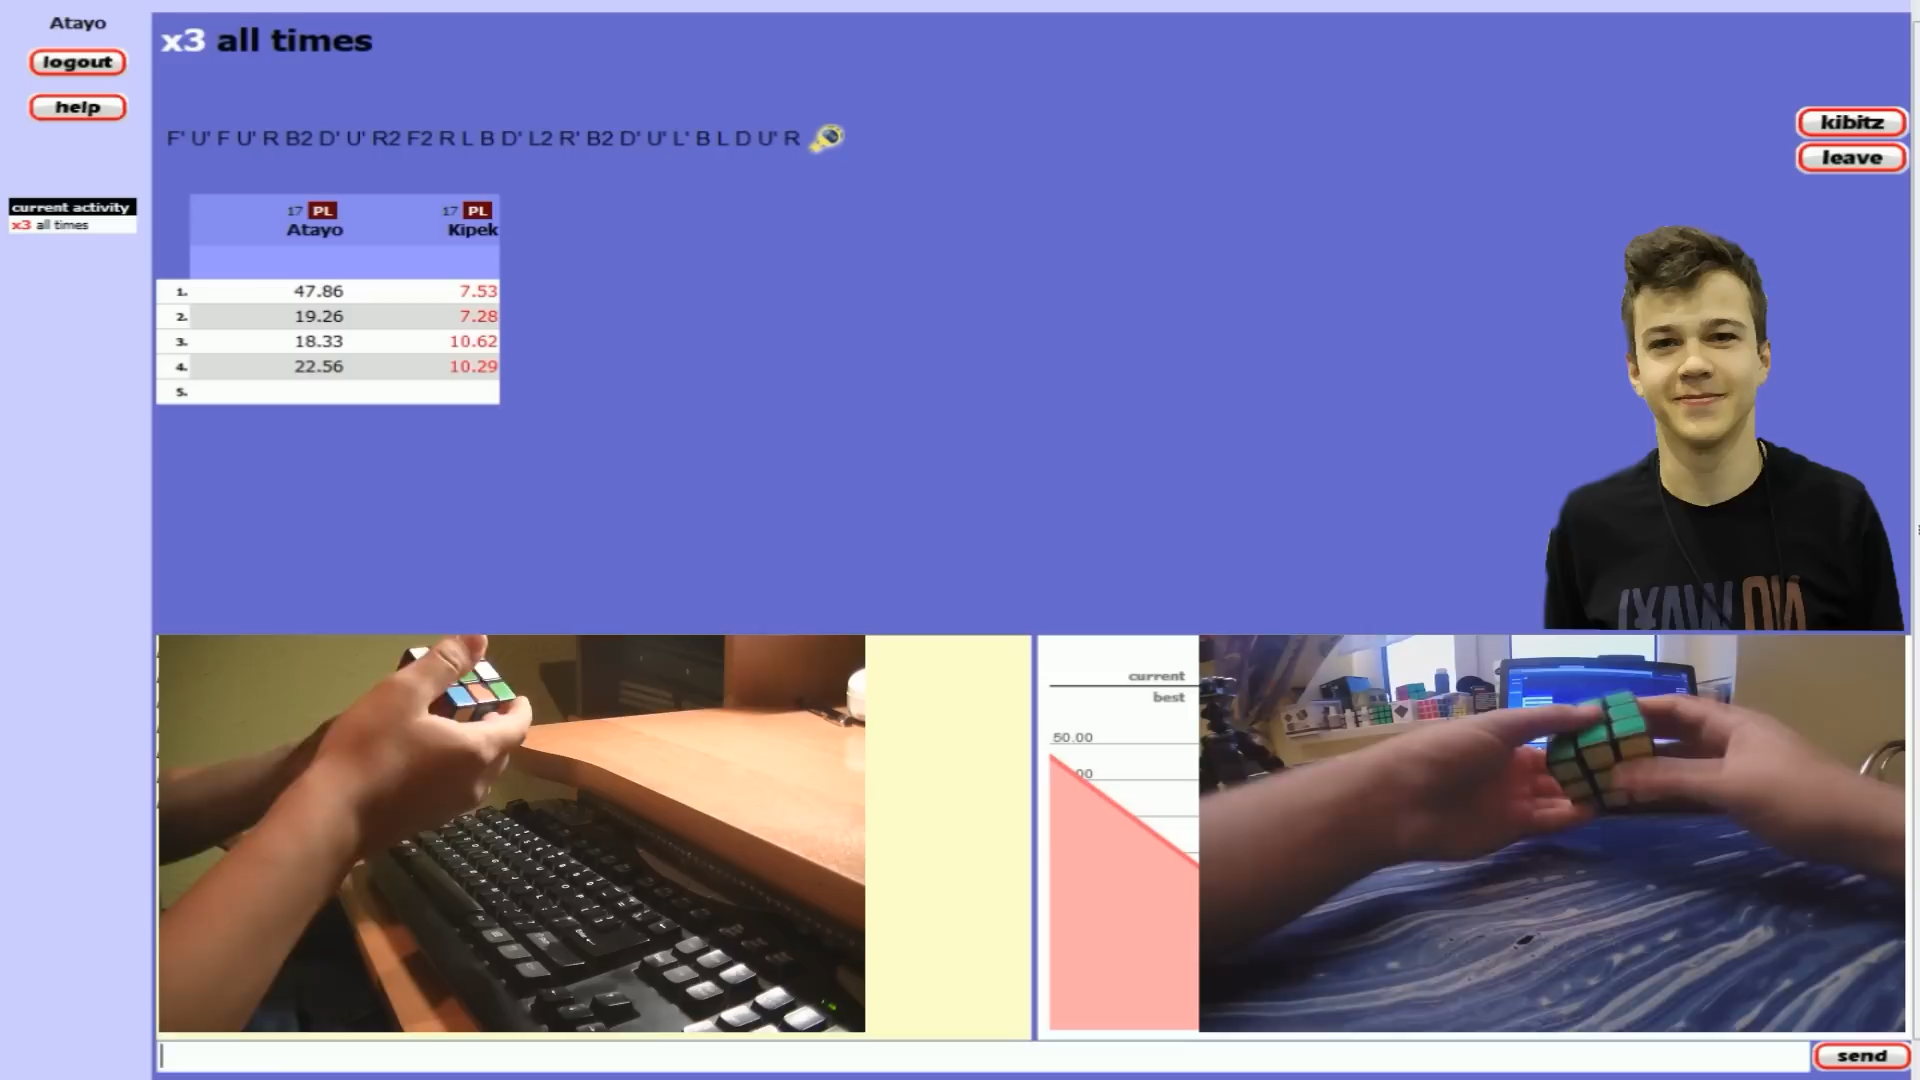 Atayo
logout
help
current activity
x3 all times
x3 all times
F' U' F U' R B2 D' U' R2 F2 R L B D' L2 R' B2 D' U' L' B L D U' R
kibitz
leave
17 PL 17 PL
Atayo Kipek
1. 47.86 7.53
2. 19.26 7.28
3. 18.33 10.62
4. 22.56 10.29
5.
current
best
50.00
send